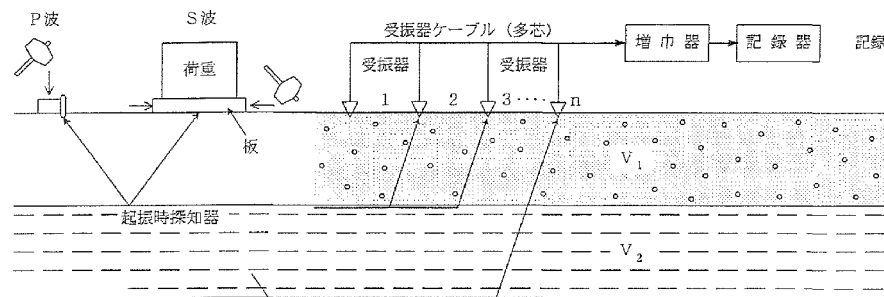 P波
S波
受振器ケーブル（多芯）
増巾器
記録器
記録
荷重
受振器
受振器
1 2 3 ···· n
板
V1
起振時探知器
V2